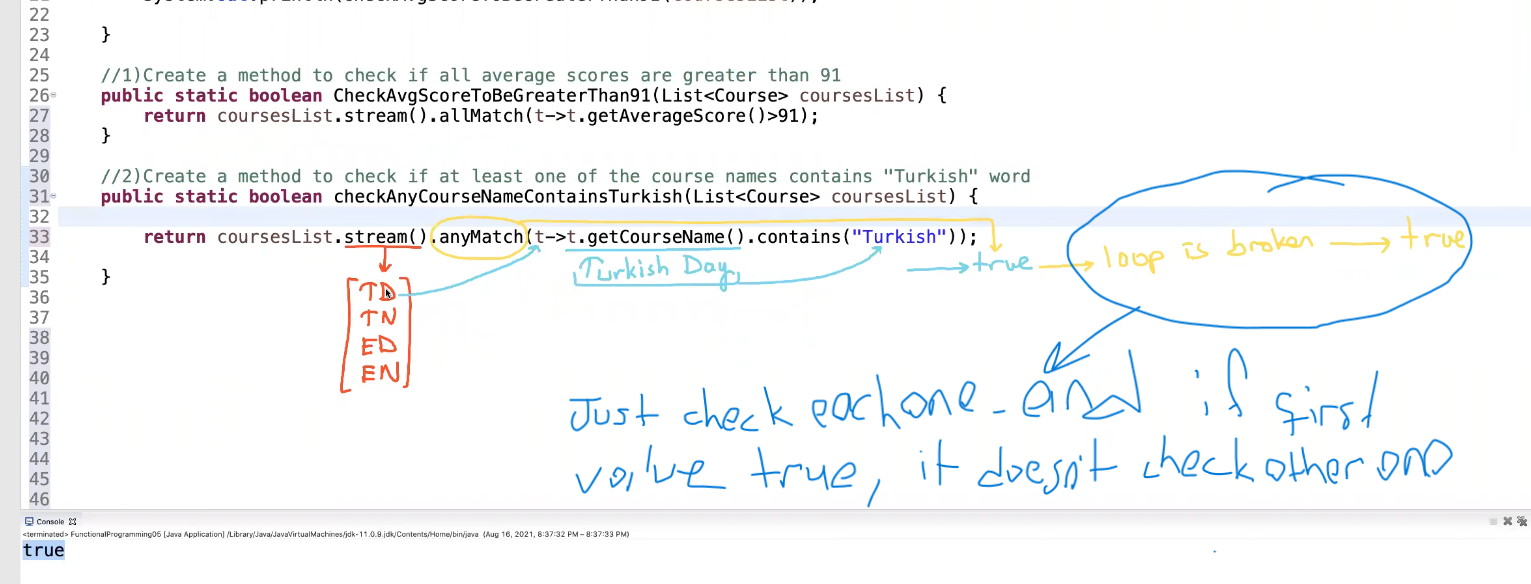 22
23 }
24
25 //1)Create a method to check if all average scores are greater than 91
26 public static boolean CheckAvgScoreToBeGreaterThan91(List<Course> coursesList) {
27 return coursesList.stream().allMatch(t->t.getAverageScore()>91);
28 }
29
30 //2)Create a method to check if at least one of the course names contains "Turkish" word
31 public static boolean checkAnyCourseNameContainsTurkish(List<Course> coursesList) {
32
33 return coursesList.stream().anyMatch(t->t.getCourseName().contains("Turkish"));
34
Turkish Day
true
loop is broken
true
35 }
TD
36
TN
37
38
ED
39
EN
40
41
42
43
44
45
46
Just check each one - and if first
value true, it doesn't check other one
Console
<terminated> FunctionalProgramming05 [Java Application] /Library/Java/JavaVirtualMachines/jdk-11.0.9.jdk/Contents/Home/bin/java (Aug 16, 2021, 8:37:32 PM – 8:37:33 PM)
true